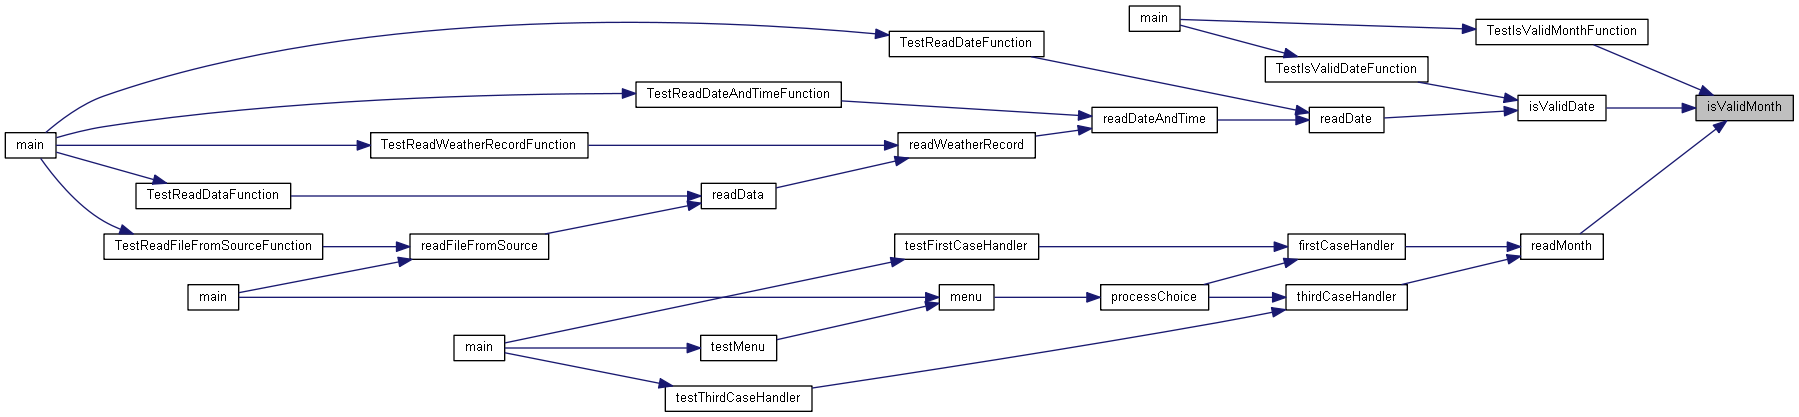 main
TestIsValidMonthFunction
TestReadDateFunction
TestIsValidDateFunction
TestReadDateAndTimeFunction
isValidDate
isValidMonth
readDateAndTime
readDate
main
TestReadWeatherRecordFunction
readWeatherRecord
TestReadDataFunction
readData
TestReadFileFromSourceFunction
readFileFromSource
testFirstCaseHandler
firstCaseHandler
readMonth
main
menu
processChoice
thirdCaseHandler
main
testMenu
testThirdCaseHandler